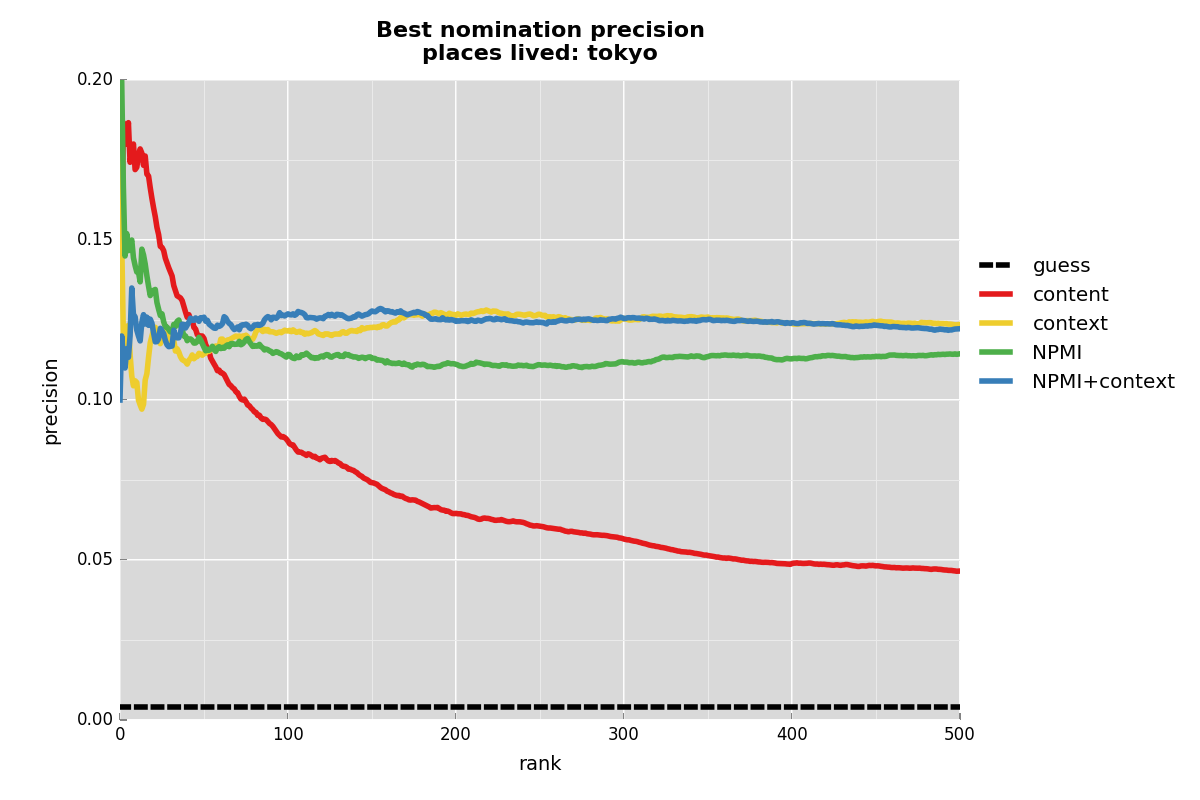 Best nomination precision
places lived: tokyo
0.20
0.15
0.10
0.05
0.00
precision
0 100 200 300 400 500
rank
guess
content
context
NPMI
NPMI+context